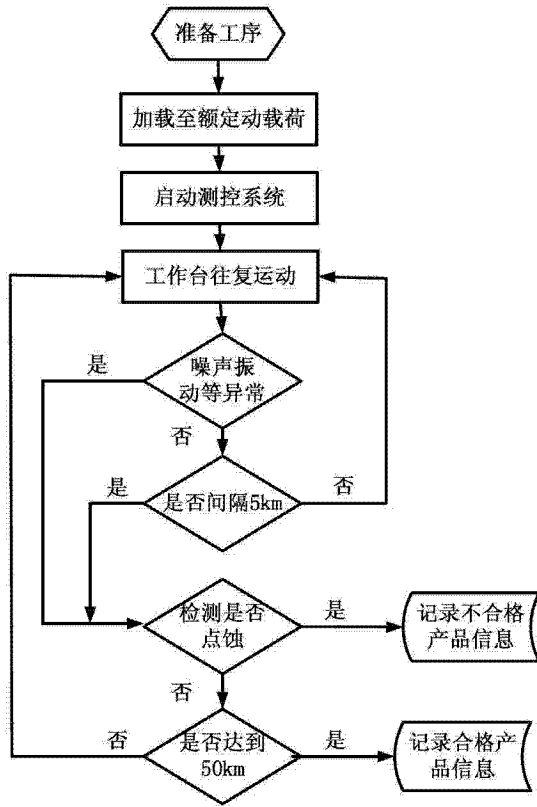 准备工序
加载至额定动载荷
启动测控系统
工作台往复运动
是
噪声振
动等异常
否
是
是否间隔5km
否
检测是否
点蚀
是
记录不合格
产品信息
否
否
是否达到
50km
是
记录合格产
品信息